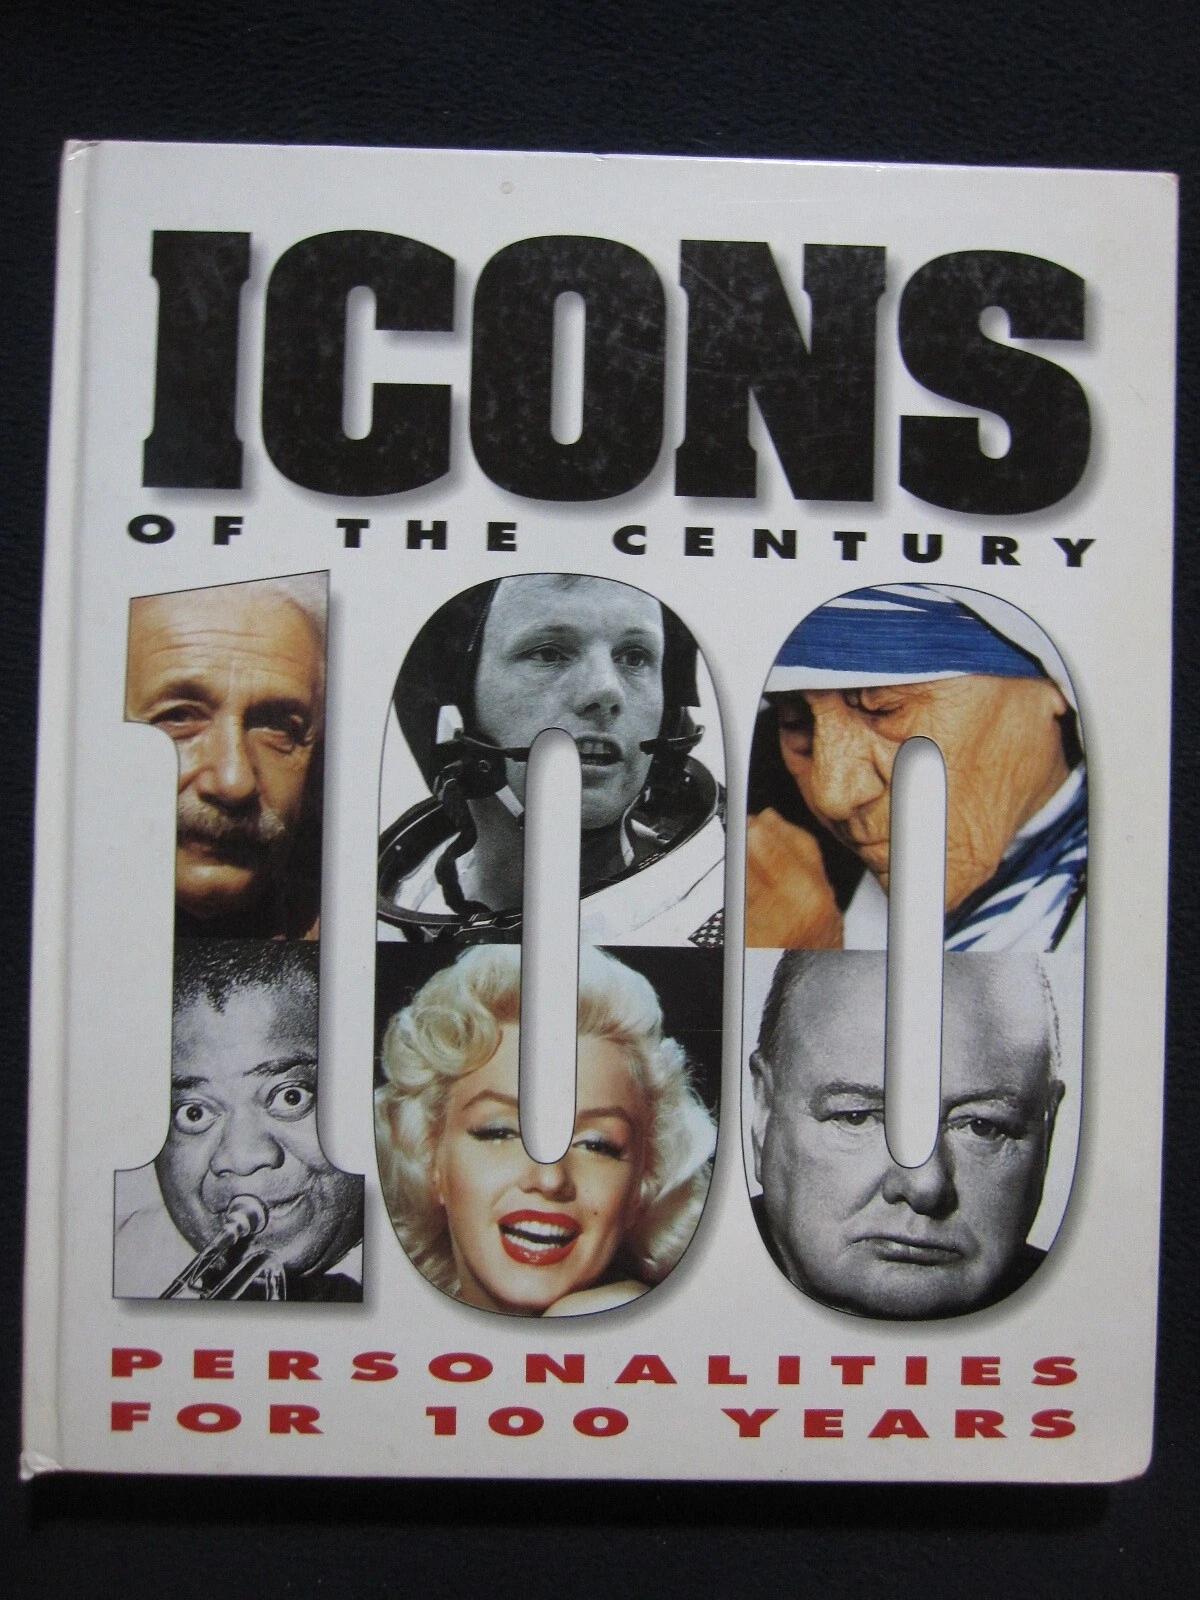 ICONS
OF THE CENTURY
100
PERSONALITIES
FOR 100 YEARS